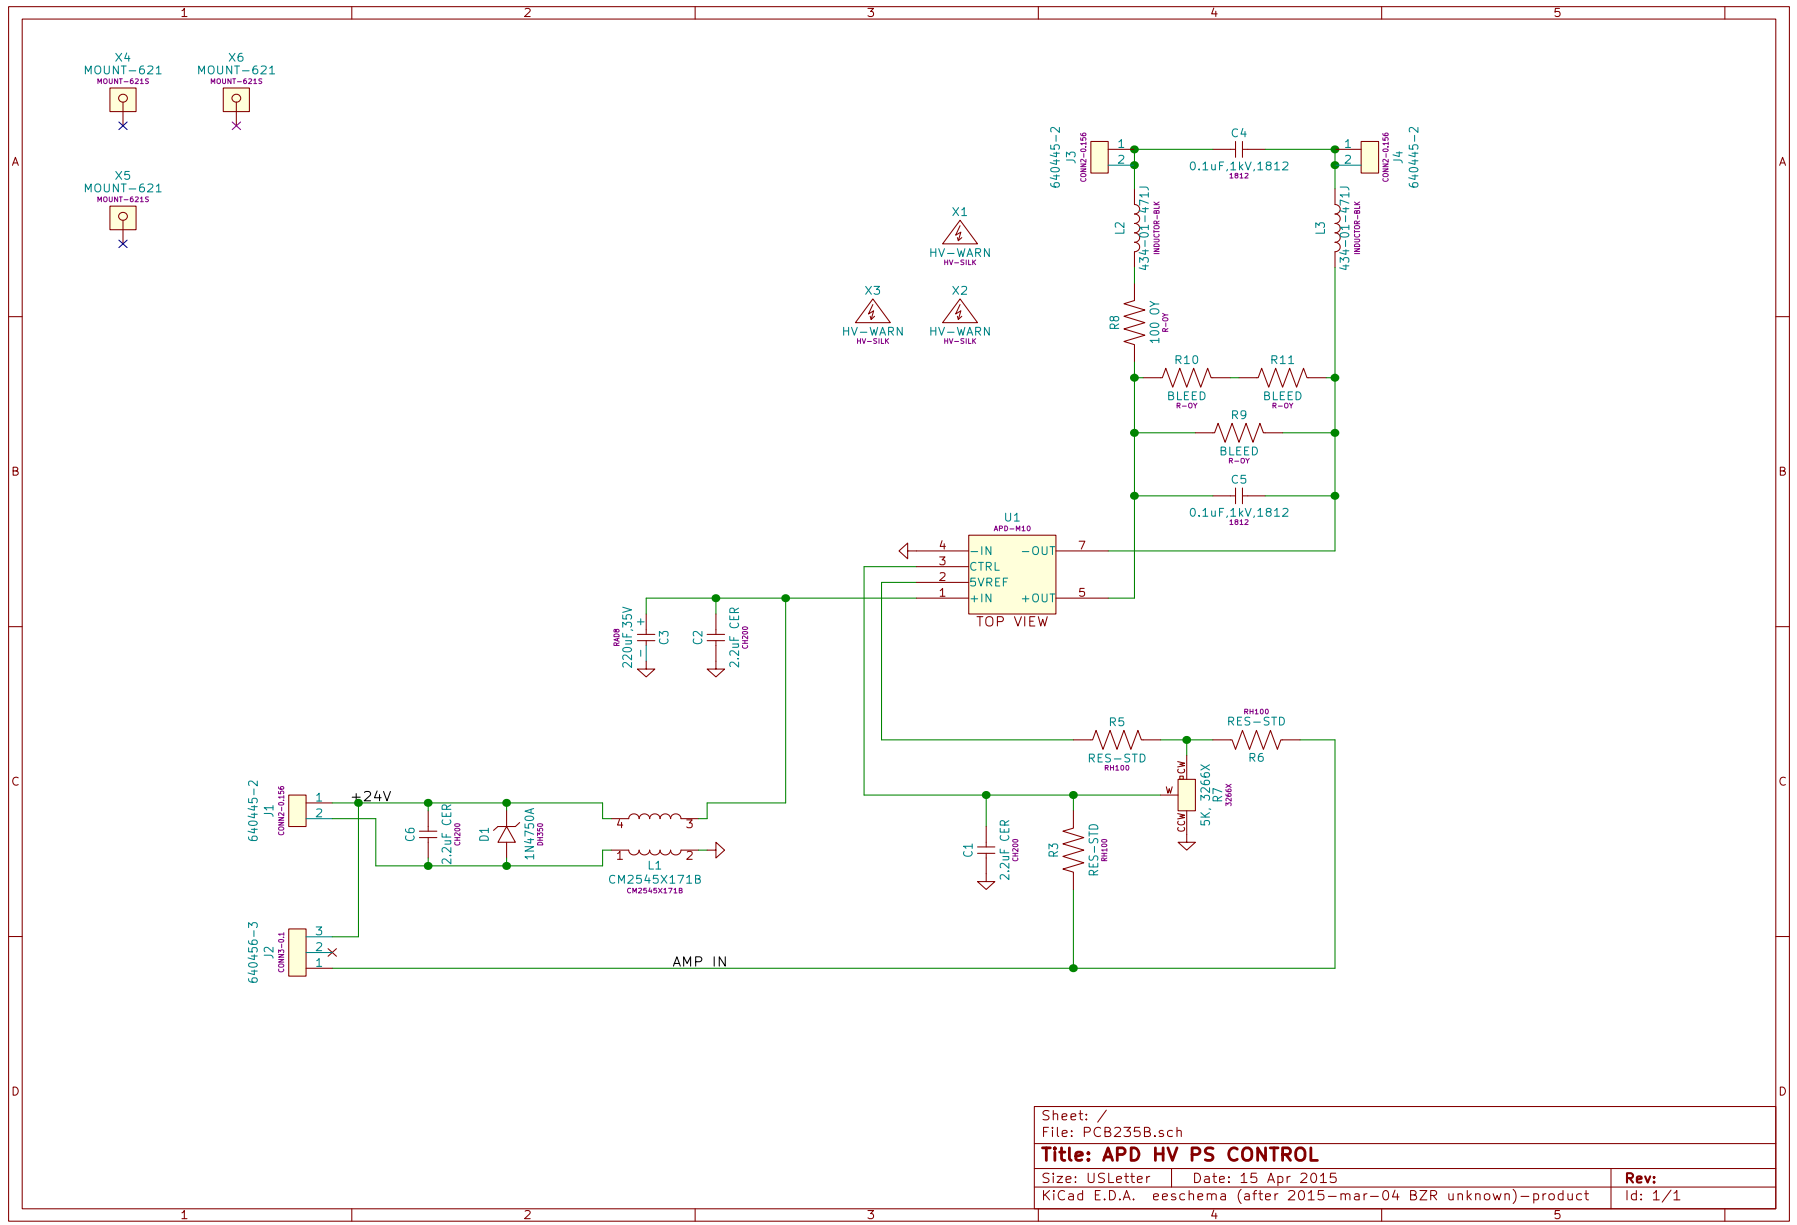 1 2 3 4 5
A
B
C
D
A
B
C
D
1 2 3 4 5
X4
MOUNT-621
MOUNT-621S
X6
MOUNT-621
MOUNT-621S
X5
MOUNT-621
MOUNT-621S
X1
HV-WARN
HV-SILK
X3
HV-WARN
HV-SILK
X2
HV-WARN
HV-SILK
640445-2
J3
CONN2-0.156
1
2
C4
0.1uF,1kV,1812
1812
1
2
CONN2-0.156
J4
640445-2
L2
434-01-471J
INDUCTOR-BLK
L3
434-01-471J
INDUCTOR-BLK
R8
100 OY
R-OY
R10
BLEED
R-OY
R11
BLEED
R-OY
R9
BLEED
R-OY
C5
0.1uF,1kV,1812
1812
U1
APD-M10
4 -IN -OUT 7
3 CTRL
2 5VREF
1 +IN +OUT 5
TOP VIEW
RAD8
220uF,35V
+
-
C3
C2
2.2uF CER
CH200
R5
RES-STD
RH100
RH100
RES-STD
R6
CW
W
CCW
5K, 3266X
R7
3266X
640445-2
J1
CONN2-0.156
1
2
+24V
C6
2.2uF CER
CH200
D1
1N4750A
DH350
4 3
1 2
L1
CM2545X171B
CM2545X171B
C1
2.2uF CER
CH200
R3
RES-STD
RH100
640456-3
J2
CONN3-0.1
3
2
1
AMP IN
Sheet: /
File: PCB235B.sch
Title: APD HV PS CONTROL
Size: USLetter Date: 15 Apr 2015 Rev:
KiCad E.D.A. eeschema (after 2015-mar-04 BZR unknown)-product Id: 1/1